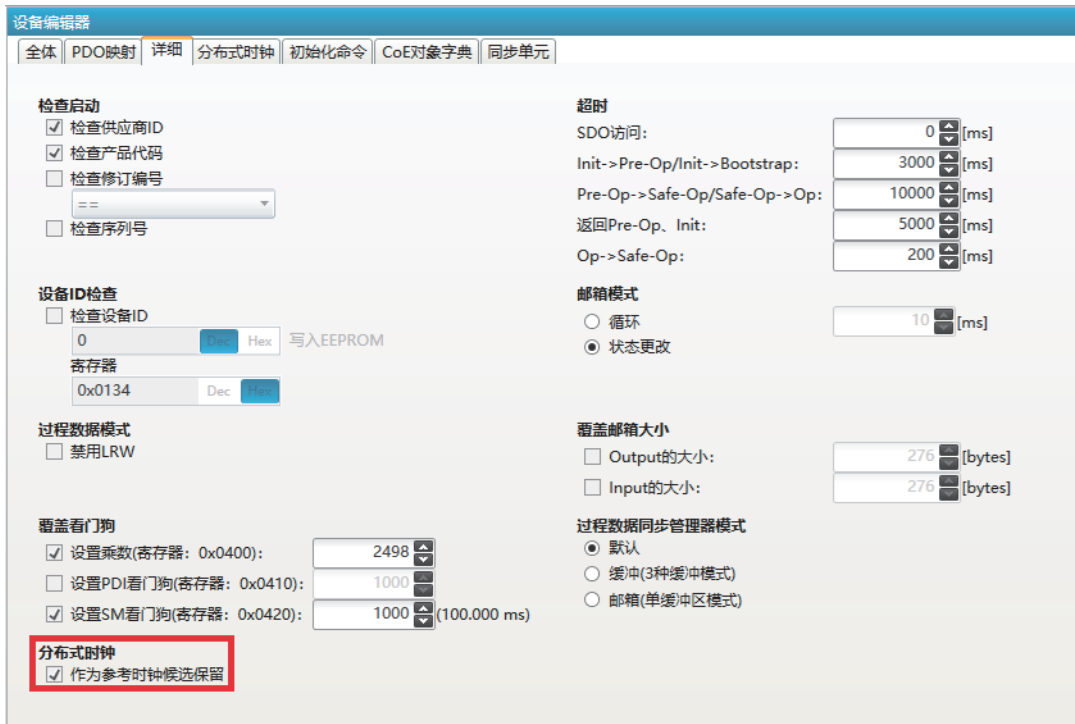 设备编辑器
全体 PDO映射 详细 分布式时钟 初始化命令 CoE对象字典 同步单元
检查启动
检查供应商ID
检查产品代码
检查修订编号
==
检查序列号
设备ID检查
检查设备ID
0 Dec Hex 写入EEPROM
寄存器
0x0134 Dec Hex
过程数据模式
禁用LRW
覆盖看门狗
设置乘数(寄存器：0x0400)： 2498
设置PDI看门狗(寄存器：0x0410)： 1000
设置SM看门狗(寄存器：0x0420)： 1000 (100.000 ms)
分布式时钟
作为参考时钟候选保留
超时
SDO访问： 0 [ms]
Init->Pre-Op/Init->Bootstrap： 3000 [ms]
Pre-Op->Safe-Op/Safe-Op->Op： 10000 [ms]
返回Pre-Op、Init： 5000 [ms]
Op->Safe-Op： 200 [ms]
邮箱模式
循环 10 [ms]
状态更改
覆盖邮箱大小
Output的大小： 276 [bytes]
Input的大小： 276 [bytes]
过程数据同步管理器模式
默认
缓冲(3种缓冲模式)
邮箱(单缓冲区模式)